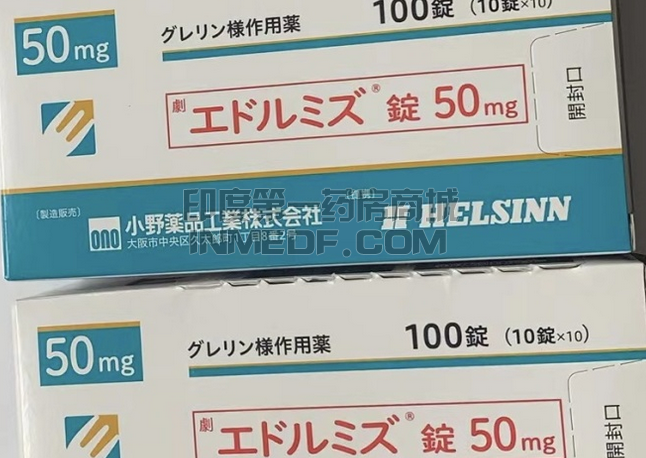 100錠 (10錠×10)
50mg
グレリン様作用薬
劇 エドルミズ® 錠 50mg
開封口
〔製造販売〕
〔提携〕
ono 小野薬品工業株式会社
大阪市中央区久太郎町1丁目8番2号
HELSINN
印度第一药房商城
INMEDF.COM
50mg
グレリン様作用薬
100錠 (10錠×10)
劇 エドルミズ® 錠 50mg
開封口